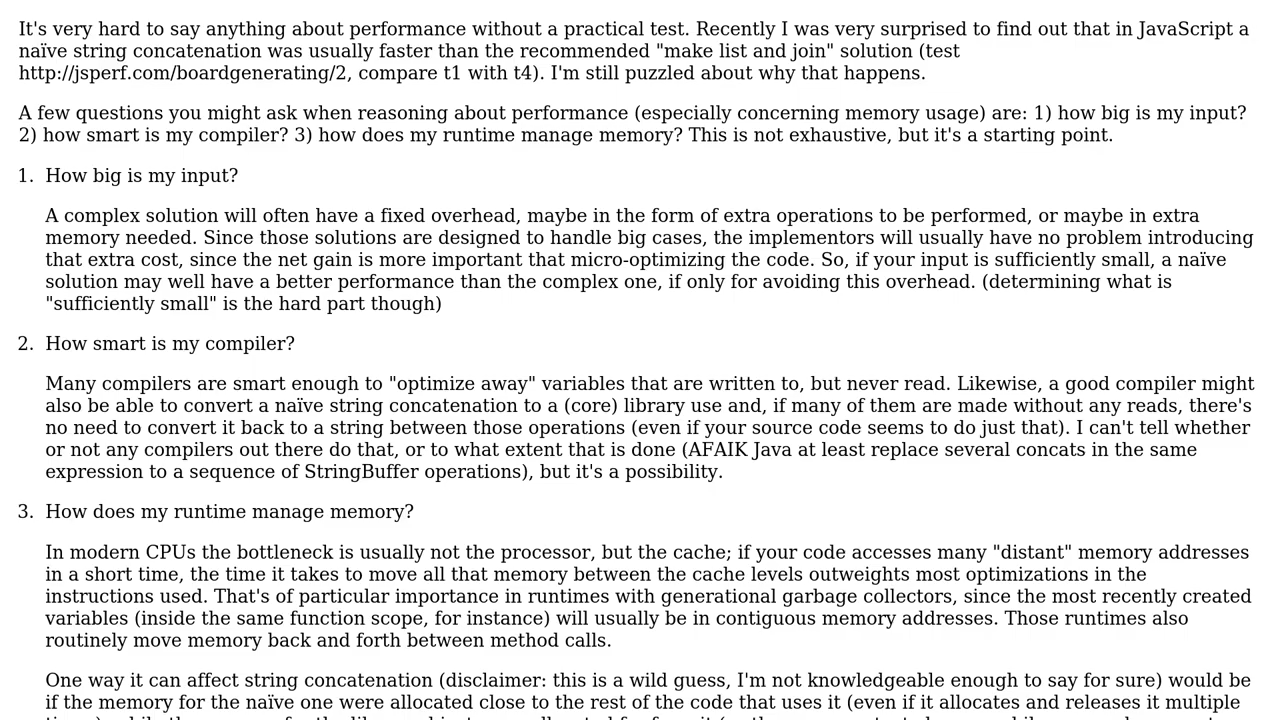 It's very hard to say anything about performance without a practical test. Recently I was very surprised to find out that in JavaScript a
naïve string concatenation was usually faster than the recommended "make list and join" solution (test
http://jsperf.com/boardgenerating/2, compare t1 with t4). I'm still puzzled about why that happens.
A few questions you might ask when reasoning about performance (especially concerning memory usage) are: 1) how big is my input?
2) how smart is my compiler? 3) how does my runtime manage memory? This is not exhaustive, but it's a starting point.
1. How big is my input?
A complex solution will often have a fixed overhead, maybe in the form of extra operations to be performed, or maybe in extra
memory needed. Since those solutions are designed to handle big cases, the implementors will usually have no problem introducing
that extra cost, since the net gain is more important that micro-optimizing the code. So, if your input is sufficiently small, a naïve
solution may well have a better performance than the complex one, if only for avoiding this overhead. (determining what is
"sufficiently small" is the hard part though)
2. How smart is my compiler?
Many compilers are smart enough to "optimize away" variables that are written to, but never read. Likewise, a good compiler might
also be able to convert a naïve string concatenation to a (core) library use and, if many of them are made without any reads, there's
no need to convert it back to a string between those operations (even if your source code seems to do just that). I can't tell whether
or not any compilers out there do that, or to what extent that is done (AFAIK Java at least replace several concats in the same
expression to a sequence of StringBuffer operations), but it's a possibility.
3. How does my runtime manage memory?
In modern CPUs the bottleneck is usually not the processor, but the cache; if your code accesses many "distant" memory addresses
in a short time, the time it takes to move all that memory between the cache levels outweights most optimizations in the
instructions used. That's of particular importance in runtimes with generational garbage collectors, since the most recently created
variables (inside the same function scope, for instance) will usually be in contiguous memory addresses. Those runtimes also
routinely move memory back and forth between method calls.
One way it can affect string concatenation (disclaimer: this is a wild guess, I'm not knowledgeable enough to say for sure) would be
if the memory for the naïve one were allocated close to the rest of the code that uses it (even if it allocates and releases it multiple